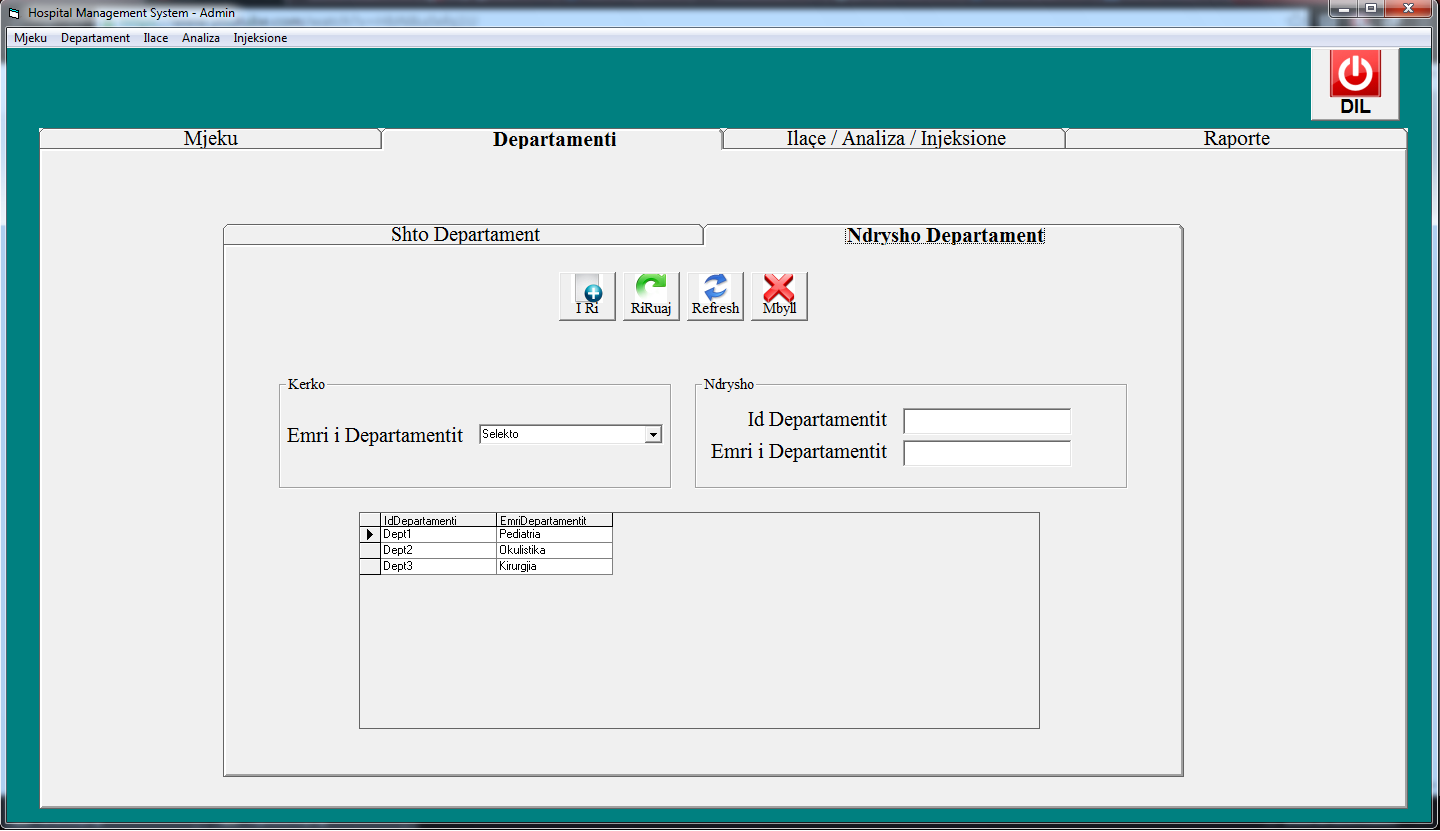 Hospital Management System - Admin
Mjeku Departament Ilace Analiza Injeksione
DIL
Mjeku Departamenti Ilaçe / Analiza / Injeksione Raporte
Shto Departament Ndrysho Departament
I Ri RiRuaj Refresh Mbyll
Kerko Ndrysho
Id Departamentit
Emri i Departamentit Selekto
Emri i Departamentit
IdDepartamenti EmriDepartamentit
Dept1 Pediatria
Dept2 Okulistika
Dept3 Kirurgjia